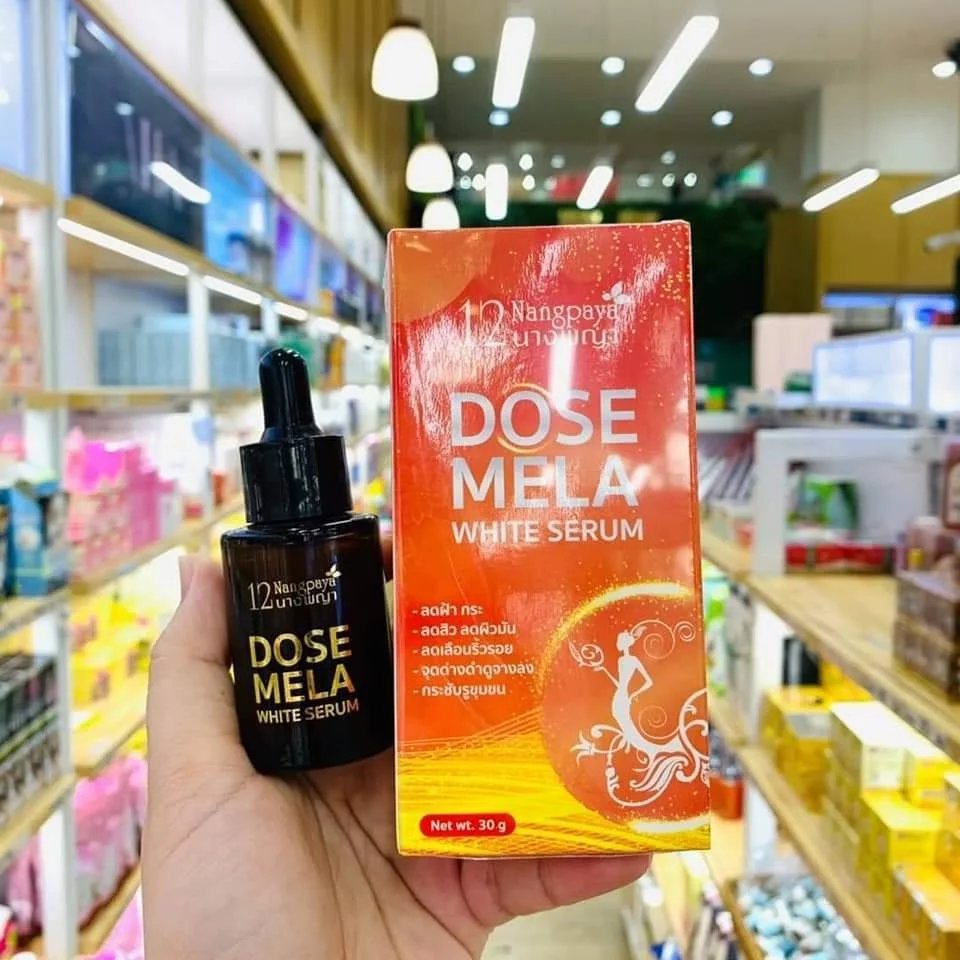 12 Nangpaya
นางพญา
DOSE
MELA
WHITE SERUM
- ลดฝ้า กระ
- ลดสิว ลดผิวมัน
- ลดเลือนริ้วรอย
- จุดด่างดำดูจางลง
- กระชับรูขุมขน
Net wt. 30 g
12 Nangpaya
นางพญา
DOSE
MELA
WHITE SERUM